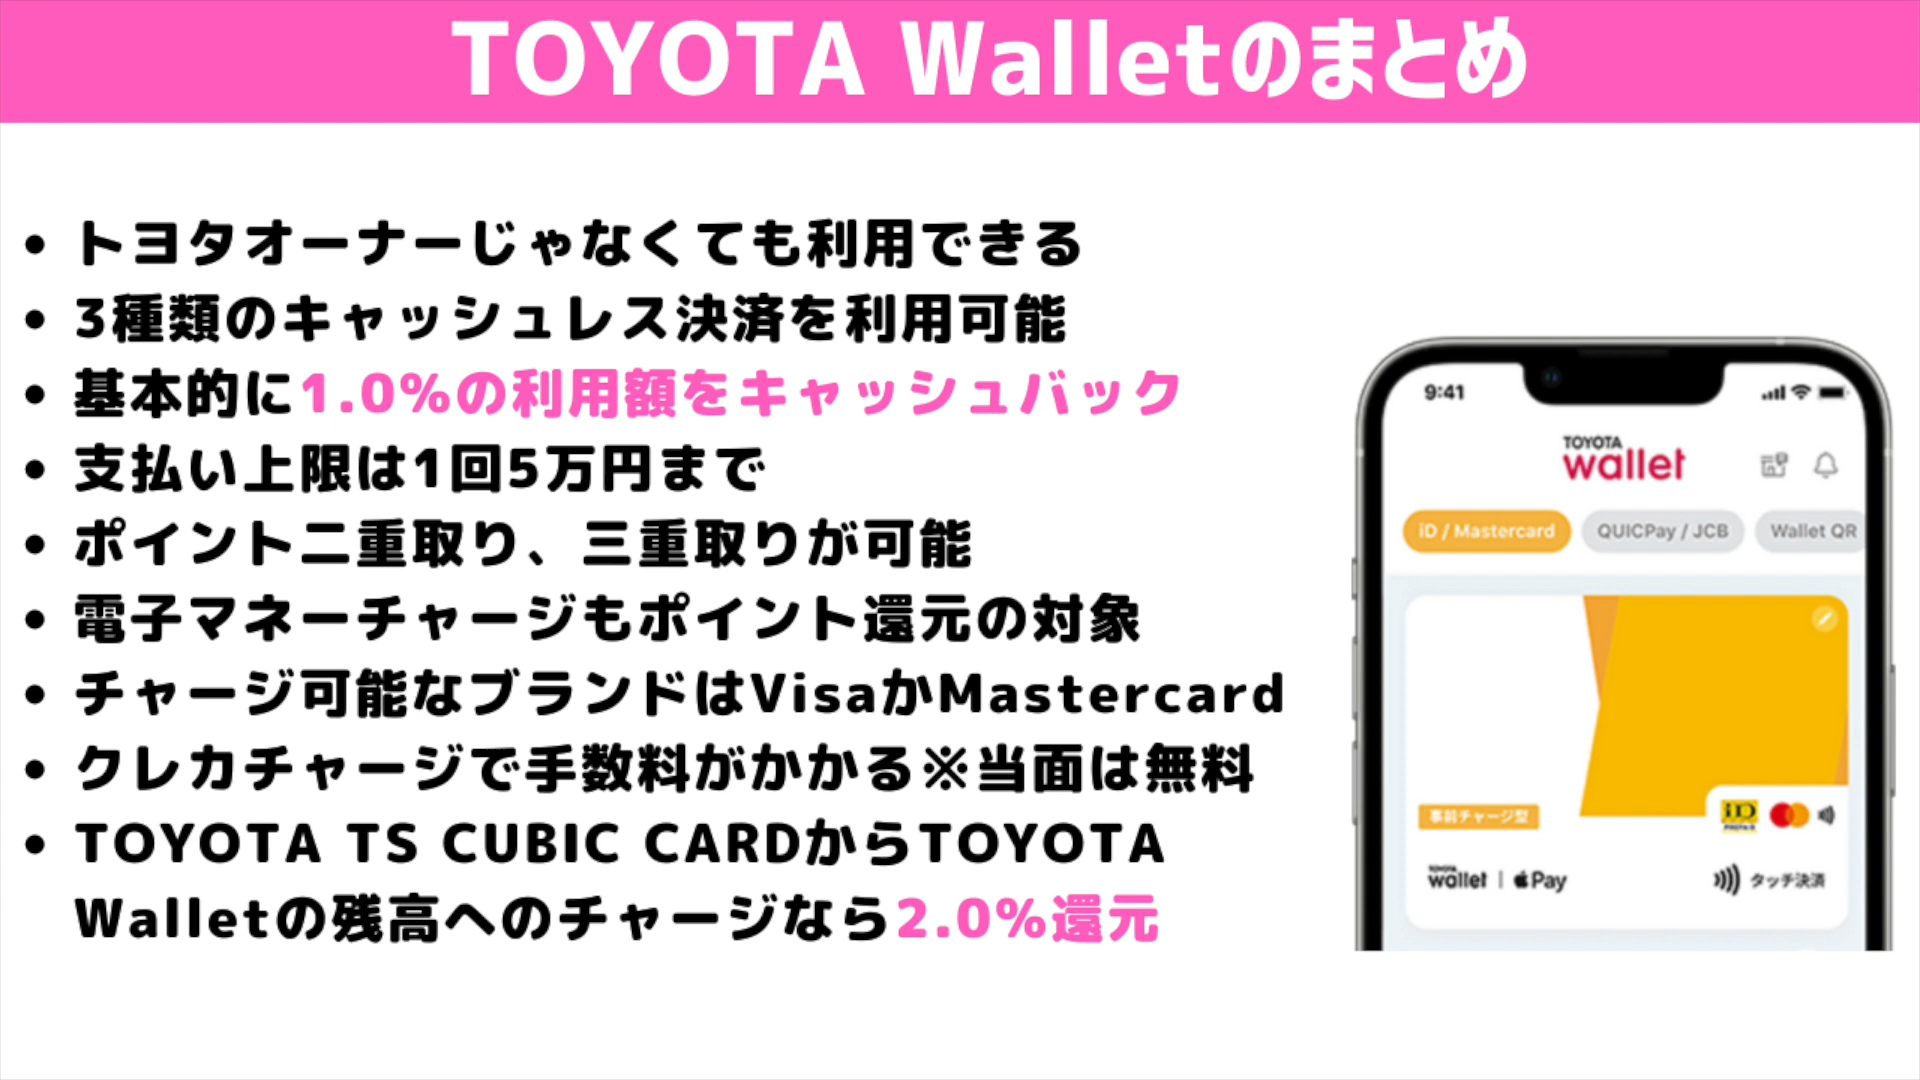 TOYOTA Walletのまとめ
• トヨタオーナーじゃなくても利用できる
• 3種類のキャッシュレス決済を利用可能
• 基本的に1.0%の利用額をキャッシュバック
• 支払い上限は1回5万円まで
• ポイント二重取り、三重取りが可能
• 電子マネーチャージもポイント還元の対象
• チャージ可能なブランドはVisaかMastercard
• クレカチャージで手数料がかかる※当面は無料
• TOYOTA TS CUBIC CARDからTOYOTA
Walletの残高へのチャージなら2.0%還元
9:41
TOYOTA
wallet
iD / Mastercard QUICPay / JCB Wallet QR
事前チャージ型
iD
TOYOTA
wallet | Pay タッチ決済